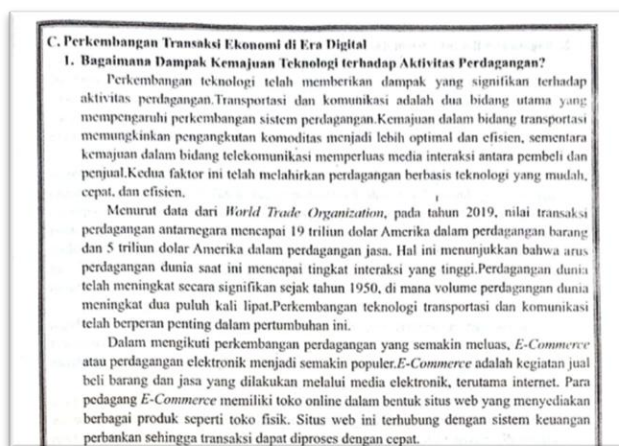 C. Perkembangan Transaksi Ekonomi di Era Digital
1. Bagaimana Dampak Kemajuan Teknologi terhadap Aktivitas Perdagangan?
Perkembangan teknologi telah memberikan dampak yang signifikan terhadap
aktivitas perdagangan.Transportasi dan komunikasi adalah dua bidang utama yang
mempengaruhi perkembangan sistem perdagangan.Kemajuan dalam bidang transportasi
memungkinkan pengangkutan komoditas menjadi lebih optimal dan efisien, sementara
kemajuan dalam bidang telekomunikasi memperluas media interaksi antara pembeli dan
penjual.Kedua faktor ini telah melahirkan perdagangan berbasis teknologi yang mudah,
cepat, dan efisien.
Menurut data dari World Trade Organization, pada tahun 2019, nilai transaksi
perdagangan antarnegara mencapai 19 triliun dolar Amerika dalam perdagangan barang
dan 5 triliun dolar Amerika dalam perdagangan jasa. Hal ini menunjukkan bahwa arus
perdagangan dunia saat ini mencapai tingkat interaksi yang tinggi.Perdagangan dunia
telah meningkat secara signifikan sejak tahun 1950, di mana volume perdagangan dunia
meningkat dua puluh kali lipat.Perkembangan teknologi transportasi dan komunikasi
telah berperan penting dalam pertumbuhan ini.
Dalam mengikuti perkembangan perdagangan yang semakin meluas, E-Commerce
atau perdagangan elektronik menjadi semakin populer.E-Commerce adalah kegiatan jual
beli barang dan jasa yang dilakukan melalui media elektronik, terutama internet. Para
pedagang E-Commerce memiliki toko online dalam bentuk situs web yang menyediakan
berbagai produk seperti toko fisik. Situs web ini terhubung dengan sistem keuangan
perbankan sehingga transaksi dapat diproses dengan cepat.